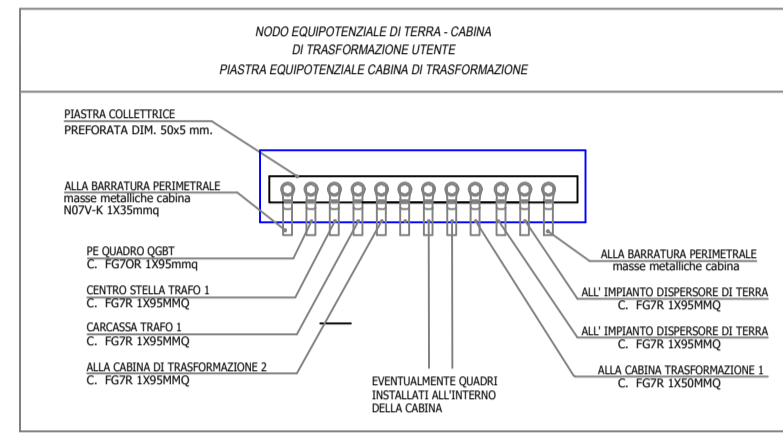 NODO EQUIPOTENZIALE DI TERRA - CABINA
DI TRASFORMAZIONE UTENTE
PIASTRA EQUIPOTENZIALE CABINA DI TRASFORMAZIONE
PIASTRA COLLETTRICE
PREFORATA DIM. 50x5 mm.
ALLA BARRATURA PERIMETRALE
masse metalliche cabina
N07V-K 1X35mmq
PE QUADRO QGBT
C. FG7OR 1X95mmq
CENTRO STELLA TRAFO 1
C. FG7R 1X95MMQ
CARCASSA TRAFO 1
C. FG7R 1X95MMQ
ALLA CABINA DI TRASFORMAZIONE 2
C. FG7R 1X95MMQ
EVENTUALMENTE QUADRI
INSTALLATI ALL'INTERNO
DELLA CABINA
ALLA BARRATURA PERIMETRALE
masse metalliche cabina
ALL' IMPIANTO DISPERSORE DI TERRA
C. FG7R 1X95MMQ
ALL' IMPIANTO DISPERSORE DI TERRA
C. FG7R 1X95MMQ
ALLA CABINA TRASFORMAZIONE 1
C. FG7R 1X50MMQ